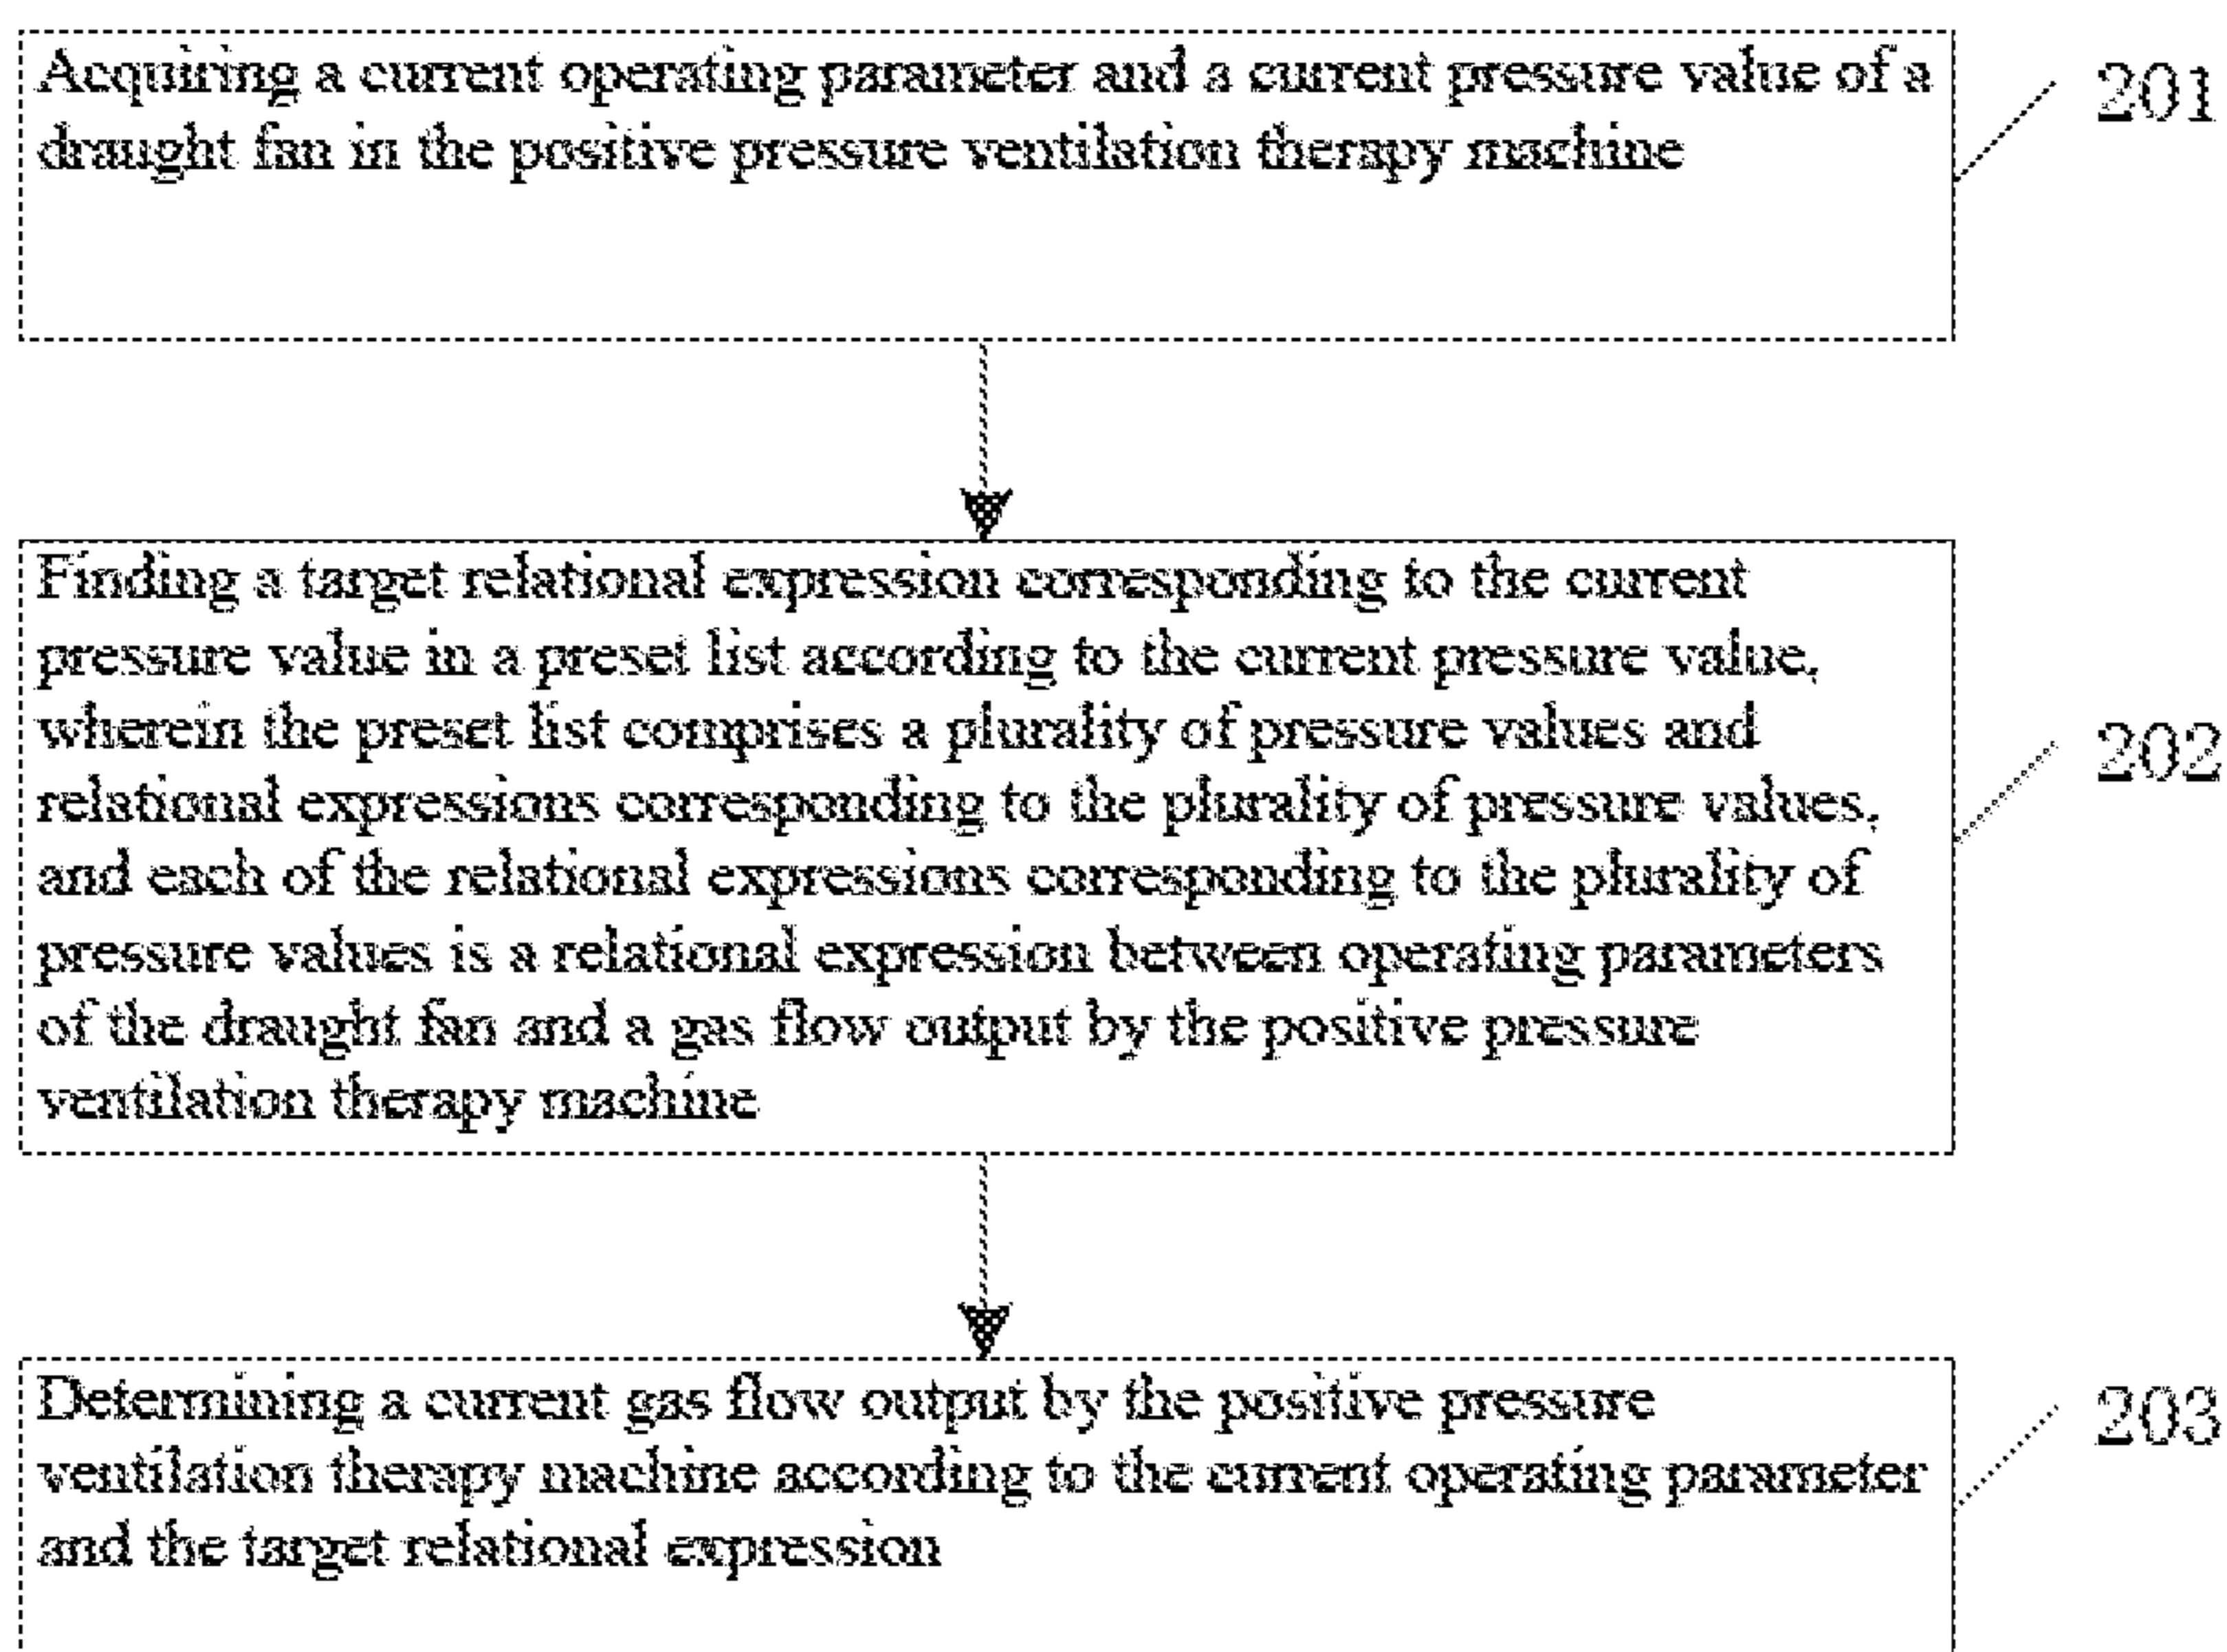 Acquiring a current operating parameter and a current pressure value of a
draught fan in the positive pressure ventilation therapy machine
201
Finding a target relational expression corresponding to the current
pressure value in a preset list according to the current pressure value,
wherein the preset list comprises a plurality of pressure values and
relational expressions corresponding to the plurality of pressure values,
and each of the relational expressions corresponding to the plurality of
pressure values is a relational expression between operating parameters
of the draught fan and a gas flow output by the positive pressure
ventilation therapy machine
202
Determining a current gas flow output by the positive pressure
ventilation therapy machine according to the current operating parameter
and the target relational expression
203